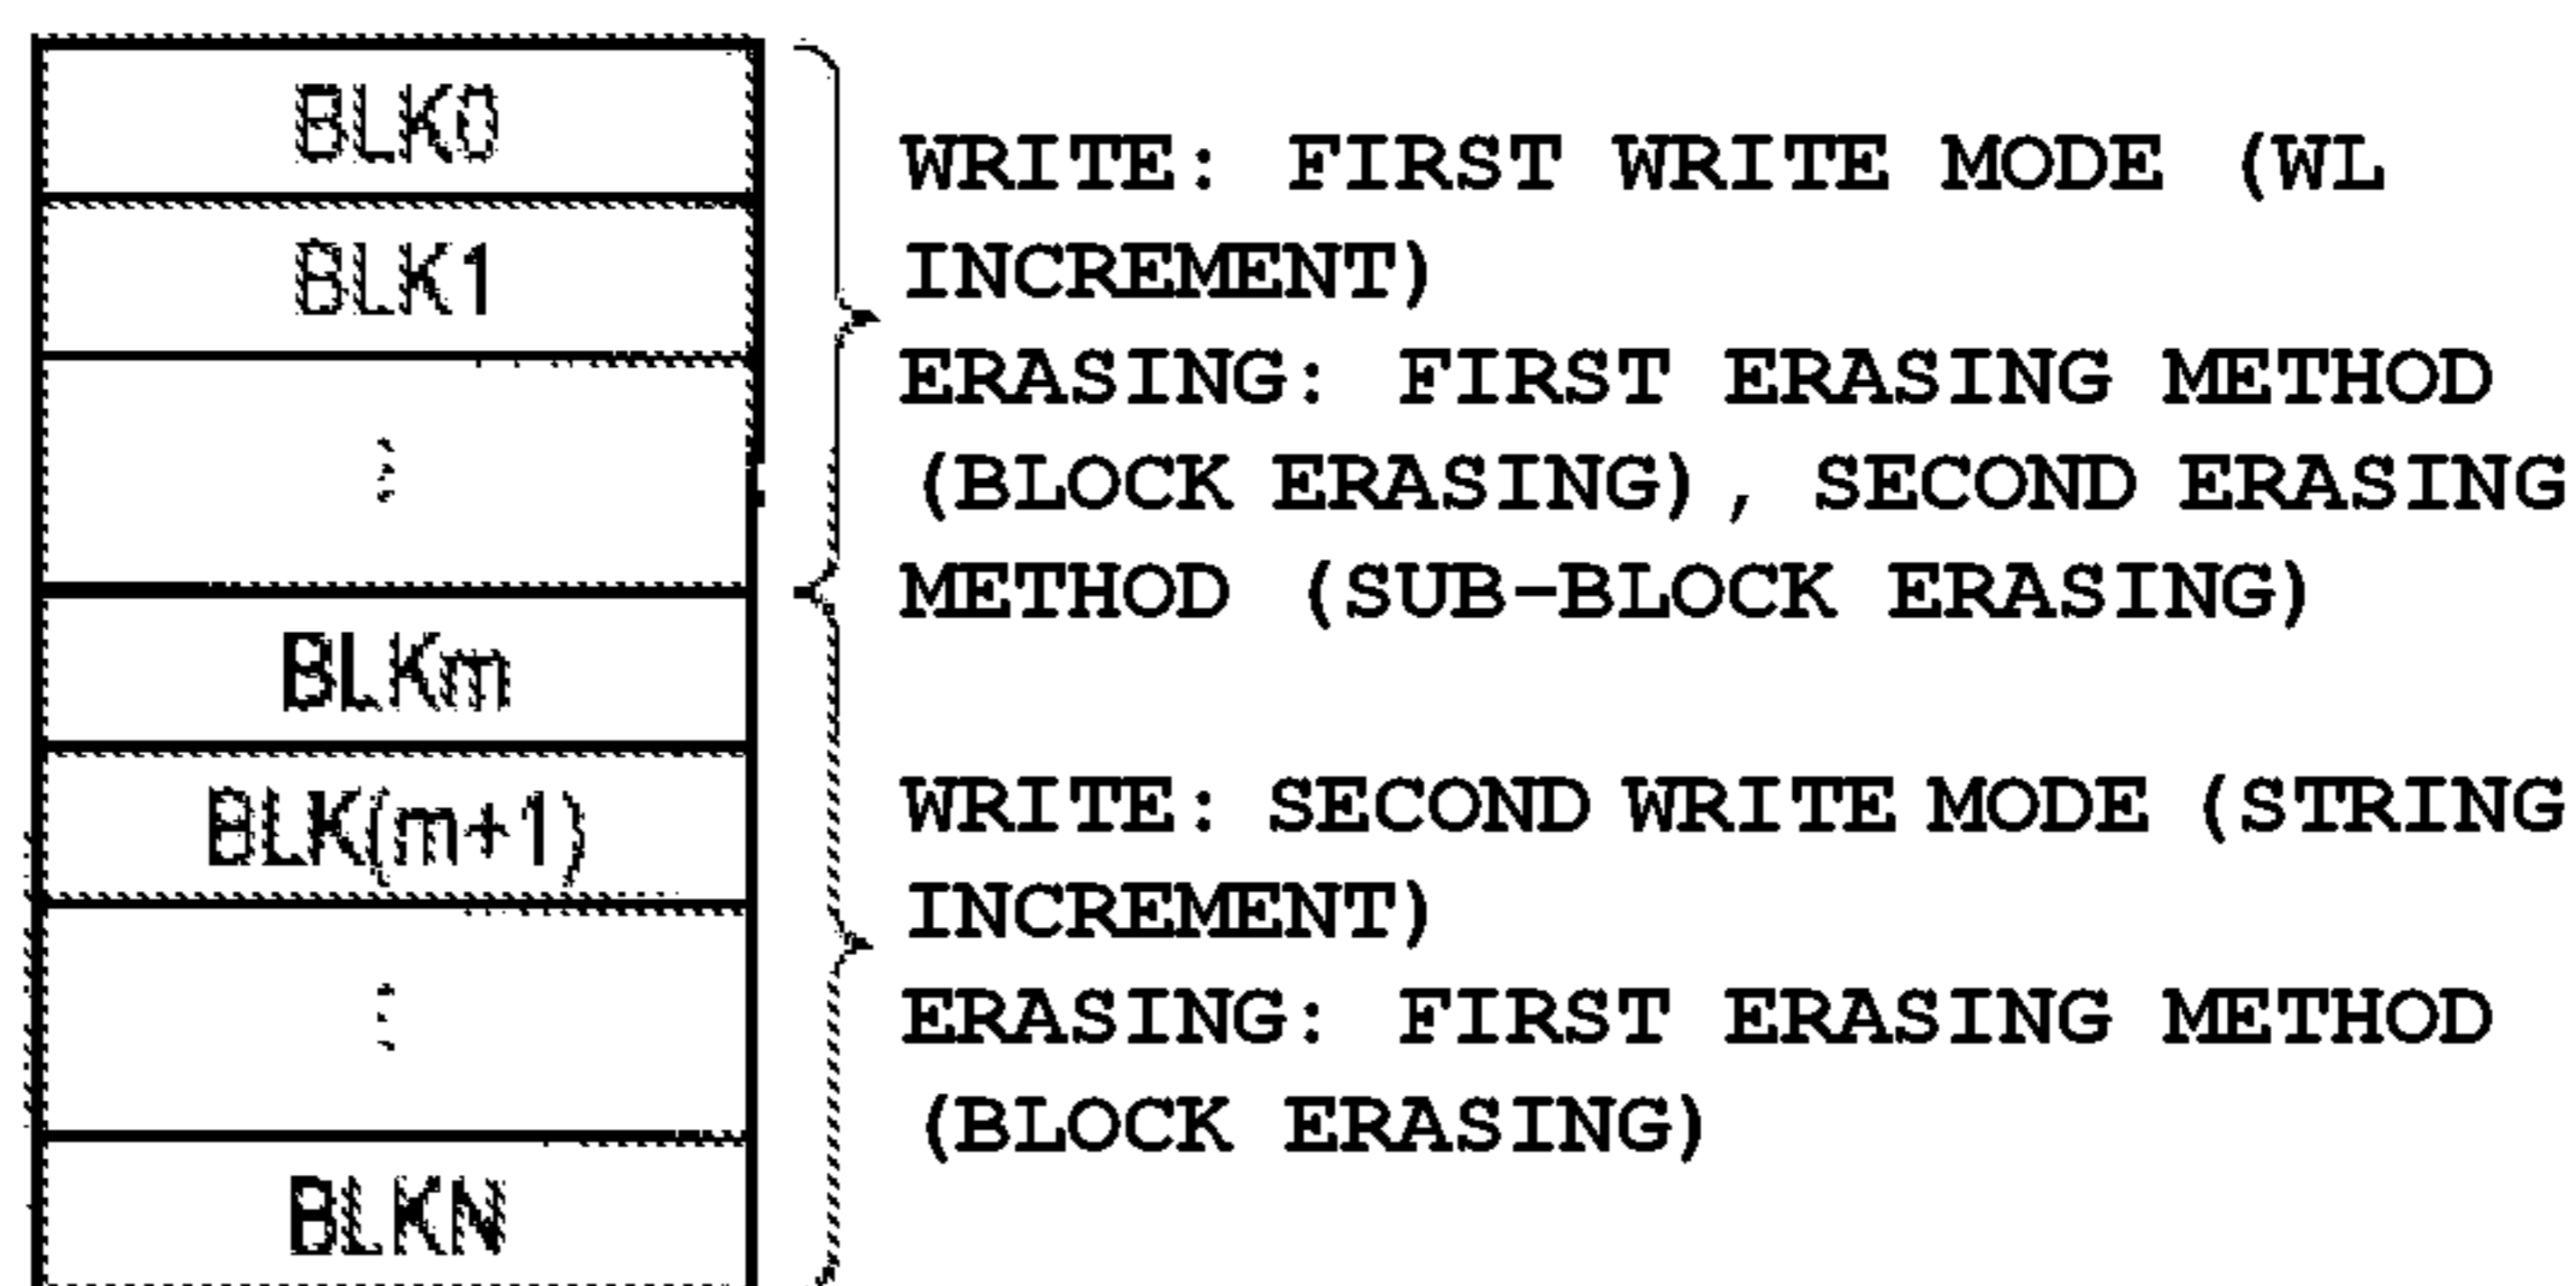 BLK0
BLK1
⋮
BLKm
BLK(m+1)
⋮
BLKN
WRITE: FIRST WRITE MODE (WL
INCREMENT)
ERASING: FIRST ERASING METHOD
(BLOCK ERASING), SECOND ERASING
METHOD (SUB-BLOCK ERASING)
WRITE: SECOND WRITE MODE (STRING
INCREMENT)
ERASING: FIRST ERASING METHOD
(BLOCK ERASING)